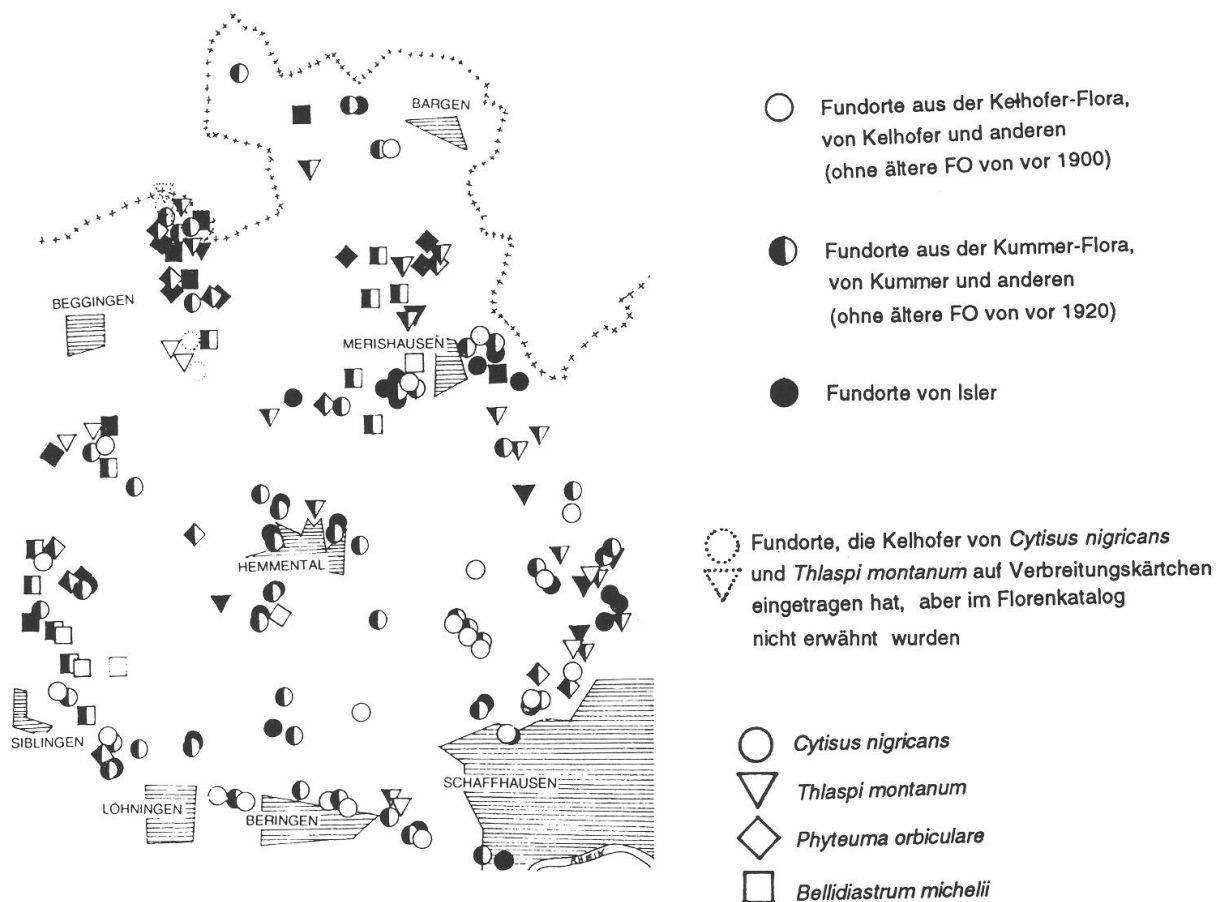 BARGEN
BEGGINGEN
MERISHAUSEN
HEMMENTAL
SIBLINGEN
LÖHNINGEN
BERINGEN
SCHAFFHAUSEN
RHEIN
Fundorte aus der Kelhofer-Flora,
von Kelhofer und anderen
(ohne ältere FO von vor 1900)
Fundorte aus der Kummer-Flora,
von Kummer und anderen
(ohne ältere FO von vor 1920)
Fundorte von Isler
Fundorte, die Kelhofer von Cytisus nigricans
und Thlaspi montanum auf Verbreitungskärtchen
eingetragen hat, aber im Florenkatalog
nicht erwähnt wurden
Cytisus nigricans
Thlaspi montanum
Phyteuma orbiculare
Bellidiastrum michelii